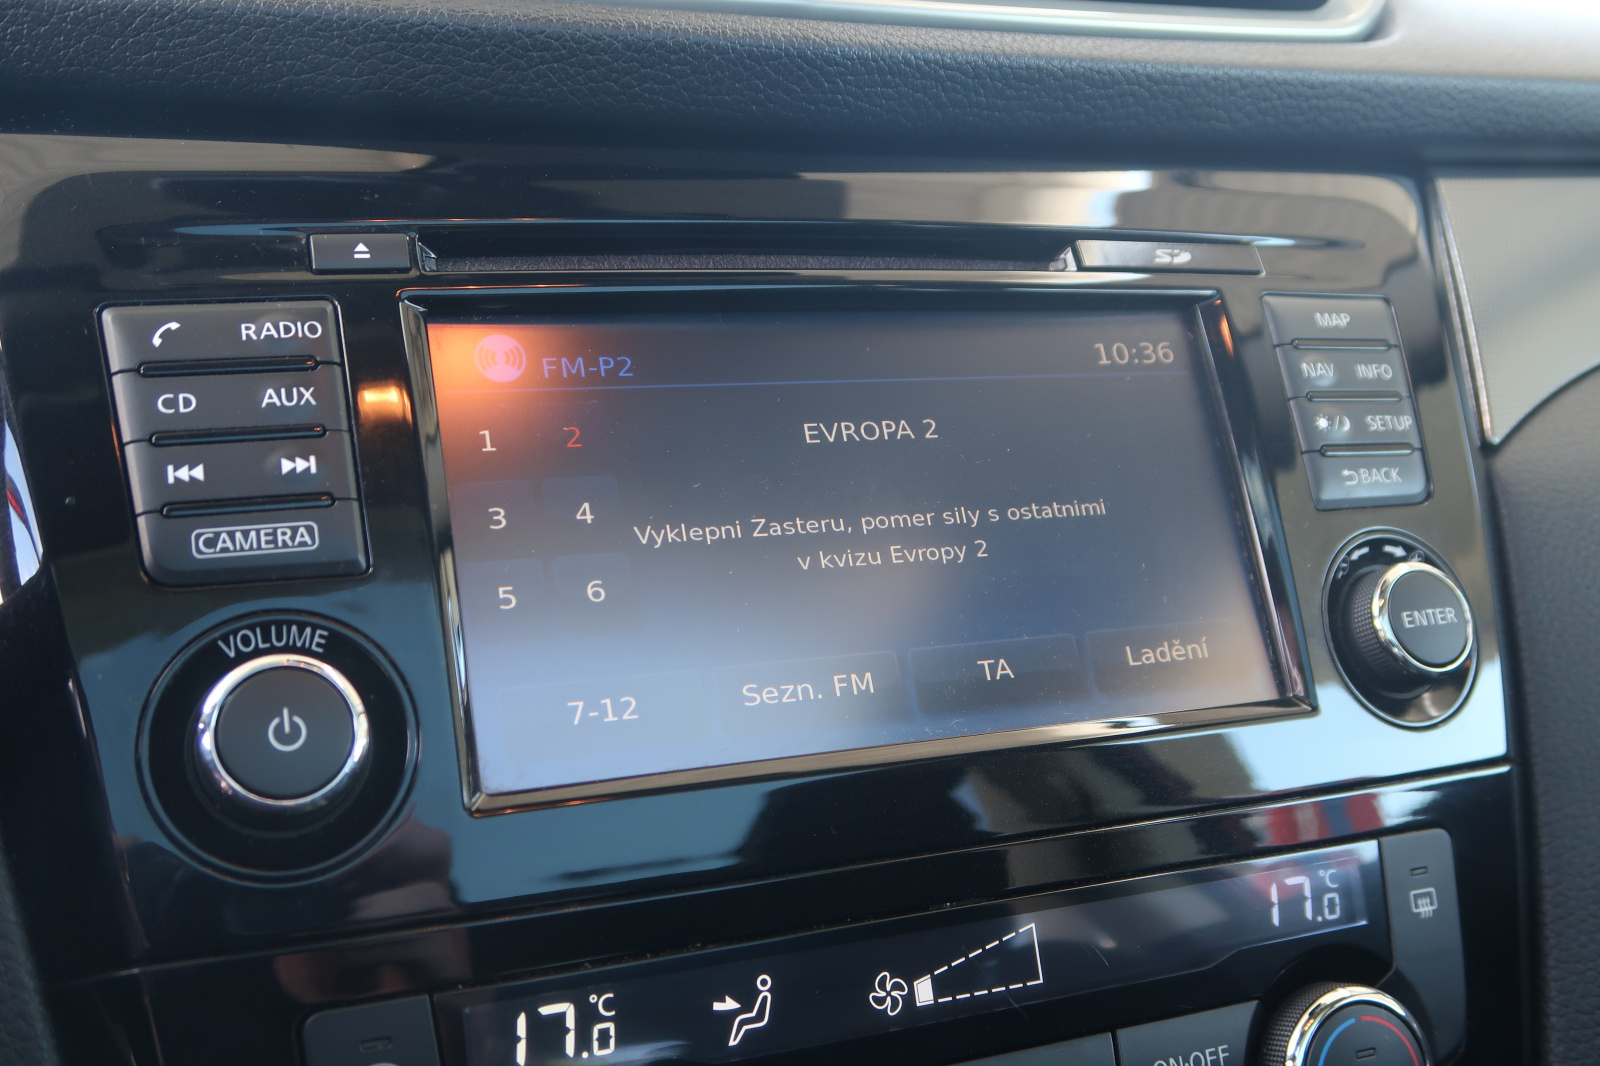 SD
RADIO
CD AUX
CAMERA
VOLUME
FM-P2 10:36
1 2
3 4
5 6
EVROPA 2
Vyklepni Zasteru, pomer sily s ostatnimi
v kvizu Evropy 2
7-12 Sezn. FM TA Ladění
MAP
NAV INFO
SETUP
BACK
ENTER
17.0 °C
17.0 °C
ON·OFF